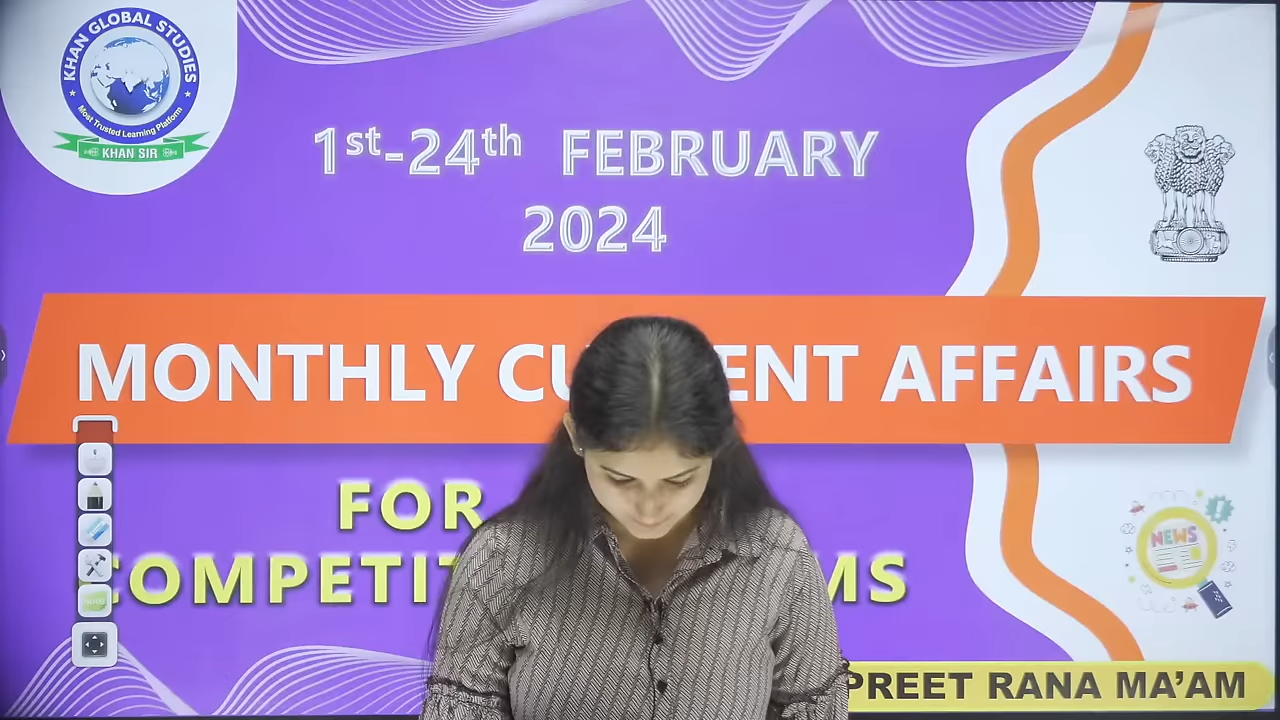 KHAN GLOBAL STUDIES
Most Trusted Learning Platform
KHAN SIR
1st-24th FEBRUARY
2024
MONTHLY CU ENT AFFAIRS
FOR
COMPETIT MS
NEWS
PREET RANA MA'AM